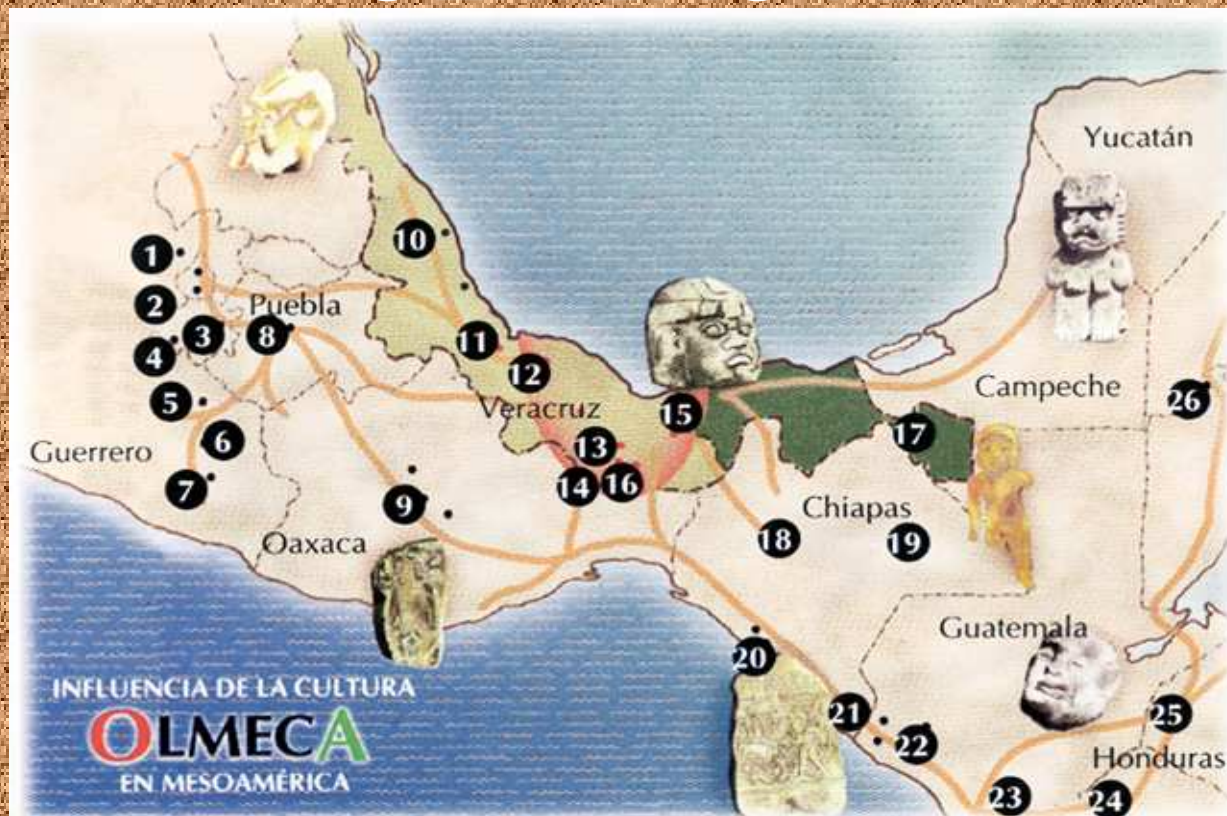 Yucatán
10
1
2
Puebla
3
8
11
4
12
Campeche
5
Veracruz
15
26
6
13
17
Guerrero
7
14
16
9
Chiapas
18
19
Oaxaca
Guatemala
20
INFLUENCIA DE LA CULTURA
OLMECA
EN MESOAMÉRICA
21
22
25
Honduras
23
24